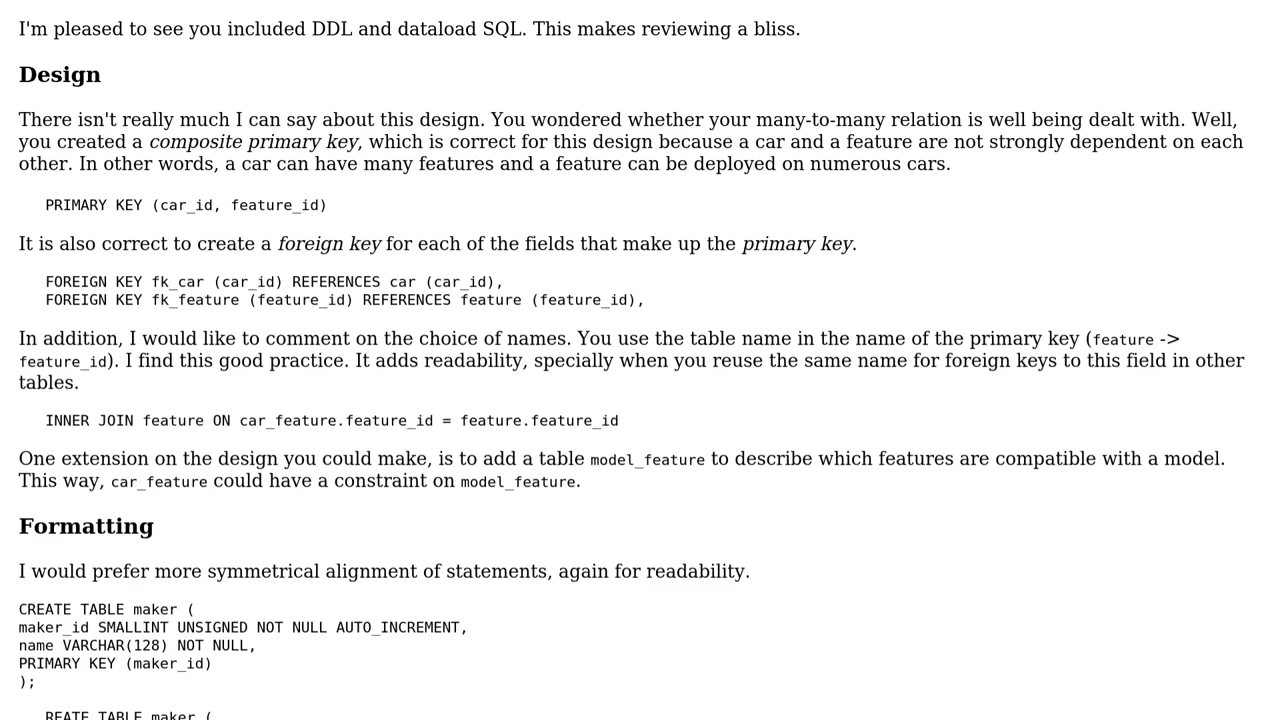 I'm pleased to see you included DDL and dataload SQL. This makes reviewing a bliss.
Design
There isn't really much I can say about this design. You wondered whether your many-to-many relation is well being dealt with. Well,
you created a composite primary key, which is correct for this design because a car and a feature are not strongly dependent on each
other. In other words, a car can have many features and a feature can be deployed on numerous cars.
PRIMARY KEY (car_id, feature_id)
It is also correct to create a foreign key for each of the fields that make up the primary key.
FOREIGN KEY fk_car (car_id) REFERENCES car (car_id),
FOREIGN KEY fk_feature (feature_id) REFERENCES feature (feature_id),
In addition, I would like to comment on the choice of names. You use the table name in the name of the primary key (feature ->
feature_id). I find this good practice. It adds readability, specially when you reuse the same name for foreign keys to this field in other
tables.
INNER JOIN feature ON car_feature.feature_id = feature.feature_id
One extension on the design you could make, is to add a table model_feature to describe which features are compatible with a model.
This way, car_feature could have a constraint on model_feature.
Formatting
I would prefer more symmetrical alignment of statements, again for readability.
CREATE TABLE maker (
maker_id SMALLINT UNSIGNED NOT NULL AUTO_INCREMENT,
name VARCHAR(128) NOT NULL,
PRIMARY KEY (maker_id)
);
REATE TABLE maker (